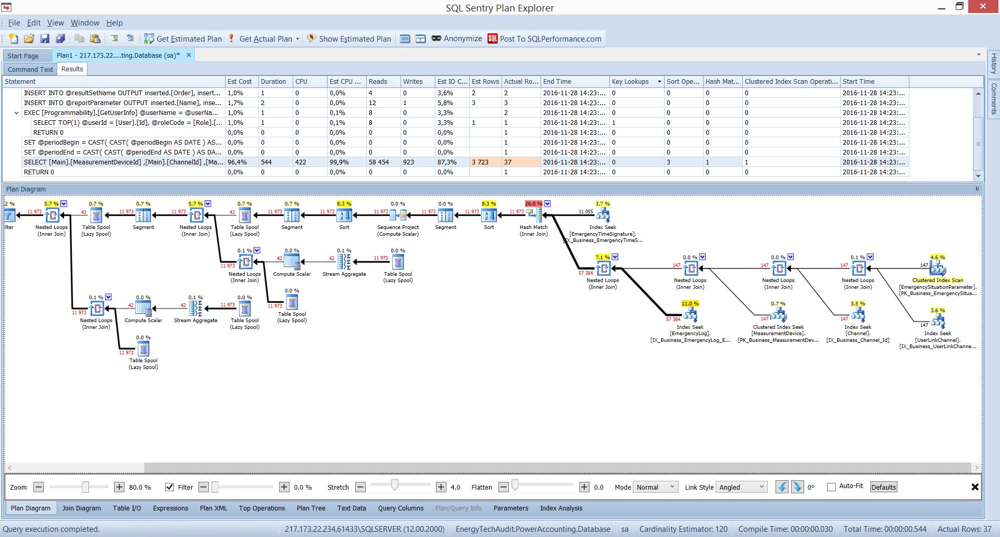 SQL Sentry Plan Explorer
File Edit View Window Help
Get Estimated Plan Get Actual Plan Show Estimated Plan Anonymize SQL Post To SQLPerformance.com
Start Page Plan1 - 217.173.22....ting.Database (sa)*
Command Text Results
Statement Est Cost Duration CPU Est CPU ... Reads Writes Est IO C... Est Rows Actual Ro... End Time Key Lookups Sort Ope... Hash Mat... Clustered Index Scan Operati... Start Time
INSERT INTO @resultSetName OUTPUT inserted.[Order], insert... 1,0% 1 0 0,0% 4 0 3,6% 2 2 2016-11-28 14:23:... 0 0 0 0 2016-11-28 14:23:...
INSERT INTO @reportParameter OUTPUT inserted.[Name], inse... 1,7% 2 0 0,0% 12 1 5,8% 3 3 2016-11-28 14:23:... 0 0 0 0 2016-11-28 14:23:...
EXEC [Programmability].[GetUserInfo] @userName = @userNa... 1,0% 1 0 0,1% 8 0 3,3% 2 2016-11-28 14:23:... 0 0 0 0 2016-11-28 14:23:...
SELECT TOP(1) @userId = [User].[Id], @roleCode = [Role].[... 1,0% 1 0 0,1% 8 0 3,3% 1 1 2016-11-28 14:23:... 1 0 0 0 2016-11-28 14:23:...
RETURN 0 0,0% 0 0 0,0% 0 0 0,0% 1 2016-11-28 14:23:... 0 0 0 0 2016-11-28 14:23:...
SET @periodBegin = CAST( CAST( @periodBegin AS DATE ) AS... 0,0% 0 0 0,0% 0 0 0,0% 1 2016-11-28 14:23:... 0 0 0 0 2016-11-28 14:23:...
SET @periodEnd = CAST( CAST( @periodEnd AS DATE ) AS DA... 0,0% 0 0 0,0% 0 0 0,0% 1 2016-11-28 14:23:... 0 0 0 0 2016-11-28 14:23:...
SELECT [Main].[MeasurementDeviceId] ,[Main].[ChannelId] ,[Ma... 96,4% 544 422 99,9% 58 454 923 87,3% 3 723 37 2016-11-28 14:23:... 0 3 1 1 2016-11-28 14:23:...
RETURN 0 0,0% 0 0 0,0% 0 0 0,0% 1 2016-11-28 14:23:... 0 0 0 0 2016-11-28 14:23:...
History
Comments
Plan Diagram
2 % 5.7 % 0.7 % 0.7 % 5.7 % 0.7 % 0.7 % 8.3 % 0.0 % 0.0 % 8.3 % 26.0 % 3.7 %
11 973 43 11 973 11 973 43 11 973 11 973 11 973 11 973 11 973 11 973 11 055
ilter Nested Loops Table Spool Segment Nested Loops Table Spool Segment Sort Sequence Project Segment Sort Hash Match Index Seek
(Inner Join) (Lazy Spool) (Inner Join) (Lazy Spool) (Compute Scalar) (Inner Join) [EmergencyTimeSignature].
[IX_Business_EmergencyTimeS...
0.1 % 0.0 % 0.1 % 0.0 % 7.1 % 0.0 % 0.0 % 0.1 % 4.6 %
11 973 42 42 11 973 57 384 147 147 147 147
Nested Loops Compute Scalar Stream Aggregate Table Spool Nested Loops Nested Loops Nested Loops Nested Loops Clustered Index Scan
(Inner Join) (Lazy Spool) (Inner Join) (Inner Join) (Inner Join) (Inner Join) [EmergencySituationParameter].
[PK_Business_EmergencySitua...
0.1 % 0.0 % 0.1 % 0.0 % 0.0 % 11.0 % 0.7 % 3.5 % 3.6 %
11 973 42 42 11 973 11 973 57 384 147 147 147
Nested Loops Compute Scalar Stream Aggregate Table Spool Table Spool Index Seek Clustered Index Seek Index Seek Index Seek
(Inner Join) (Lazy Spool) (Lazy Spool) [EmergencyLog]. [MeasurementDevice]. [Channel]. [UserLinkChannel].
[IX_Business_EmergencyLog_E... [PK_Business_MeasurementDev... [IX_Business_Channel_Id] [IX_Business_UserLinkChanne...
0.0 %
11 973
Table Spool
(Lazy Spool)
Zoom 80.0 % Filter 0.0 % Stretch 4.0 Flatten 0.0 Mode Normal Link Style Angled 0° Auto-Fit Defaults
Plan Diagram Join Diagram Table I/O Expressions Plan XML Top Operations Plan Tree Text Data Query Columns Plan/Query Info Parameters Index Analysis
Query execution completed. 217.173.22.234,61433\SQLSERVER (12.00.2000) EnergyTechAudit.PowerAccounting.Database sa Cardinality Estimator: 120 Compile Time: 00:00:00.030 Total Time: 00:00:00.544 Actual Rows: 37